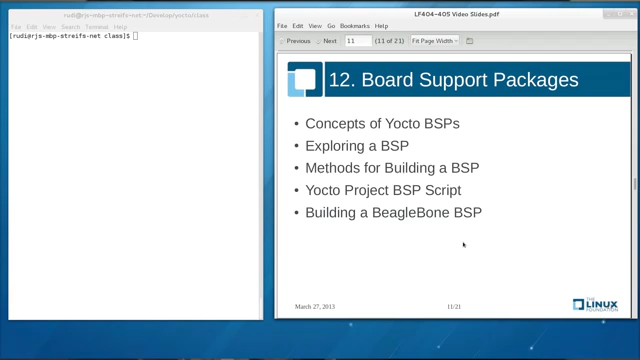 rudi@rjs-mbp-streifs-net:~/Develop/yocto/class
File Edit View Search Terminal Help
[rudi@rjs-mbp-streifs-net class]$
LF404-405 Video Slides.pdf
File Edit View Go Bookmarks Help
Previous Next 11 (11 of 21) Fit Page Width
12. Board Support Packages
• Concepts of Yocto BSPs
• Exploring a BSP
• Methods for Building a BSP
• Yocto Project BSP Script
• Building a BeagleBone BSP
March 27, 2013 11/21 THE LINUX FOUNDATION